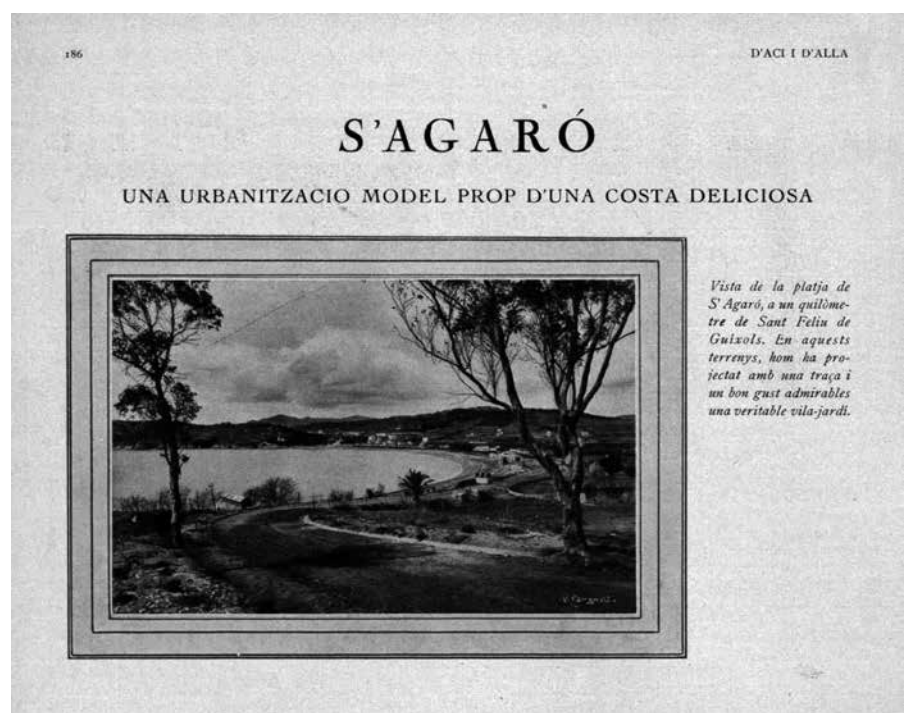 186
D'ACI I D'ALLA
S'AGARÓ
UNA URBANITZACIO MODEL PROP D'UNA COSTA DELICIOSA
Vista de la platja de
S'Agaró, a un quilòme-
tre de Sant Feliu de
Guíxols. En aquests
terrenys, hom ha pro-
jectat amb una traça i
un bon gust admirables
una veritable vila-jardí.